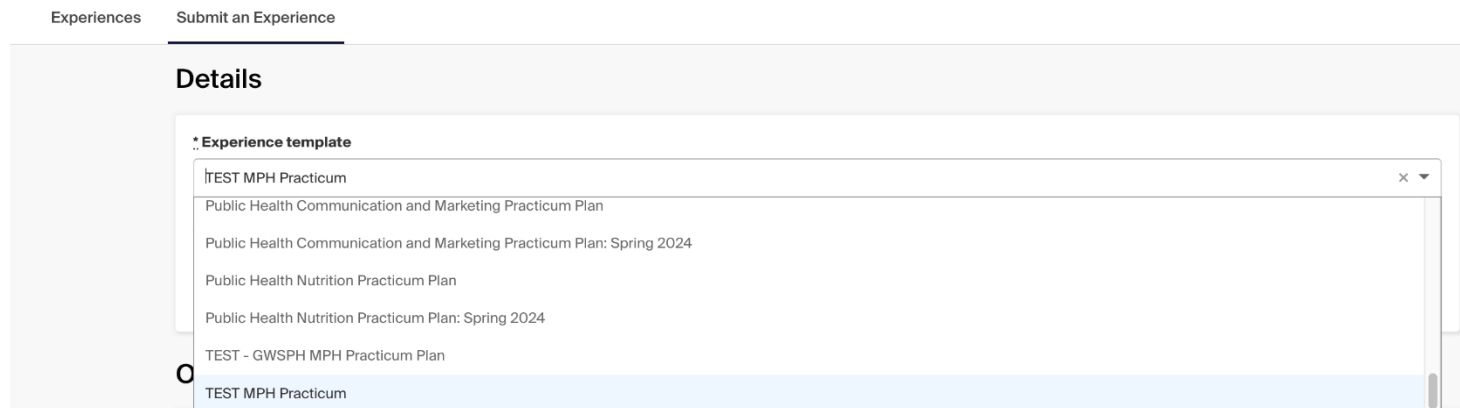 Experiences Submit an Experience
Details
* Experience template
TEST MPH Practicum
Public Health Communication and Marketing Practicum Plan
Public Health Communication and Marketing Practicum Plan: Spring 2024
Public Health Nutrition Practicum Plan
Public Health Nutrition Practicum Plan: Spring 2024
TEST - GWSPH MPH Practicum Plan
TEST MPH Practicum